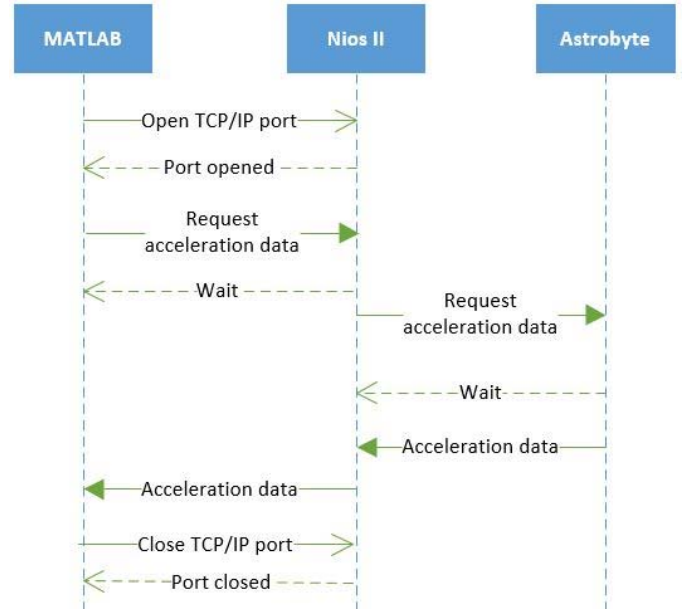 MATLAB
Nios II
Astrobyte
Open TCP/IP port
Port opened
Request
acceleration data
Wait
Request
acceleration data
Wait
Acceleration data
Acceleration data
Close TCP/IP port
Port closed